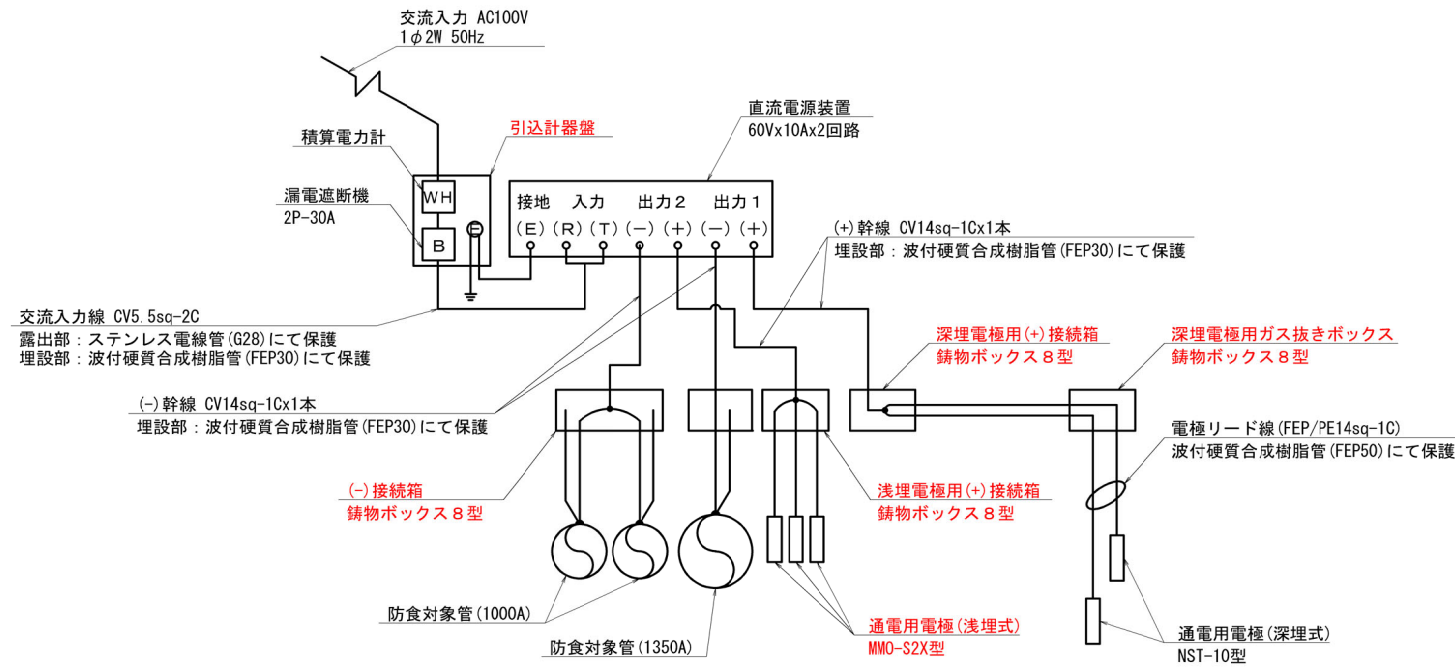 交流入力 AC100V
1φ2W 50Hz
積算電力計
引込計器盤
直流電源装置
60Vx10Ax2回路
漏電遮断機
2P-30A
WH
B
E
接地 入力 出力2 出力1
(E) (R) (T) (-) (+) (-) (+)
(+)幹線 CV14sq-1Cx1本
埋設部：波付硬質合成樹脂管(FEP30)にて保護
交流入力線 CV5.5sq-2C
露出部：ステンレス電線管(G28)にて保護
埋設部：波付硬質合成樹脂管(FEP30)にて保護
深埋電極用(+)接続箱
鋳物ボックス８型
深埋電極用ガス抜きボックス
鋳物ボックス８型
(-)幹線 CV14sq-1Cx1本
埋設部：波付硬質合成樹脂管(FEP30)にて保護
電極リード線(FEP/PE14sq-1C)
波付硬質合成樹脂管(FEP50)にて保護
(-)接続箱
鋳物ボックス８型
浅埋電極用(+)接続箱
鋳物ボックス８型
防食対象管(1000A)
防食対象管(1350A)
通電用電極(浅埋式)
MMO-S2X型
通電用電極(深埋式)
NST-10型